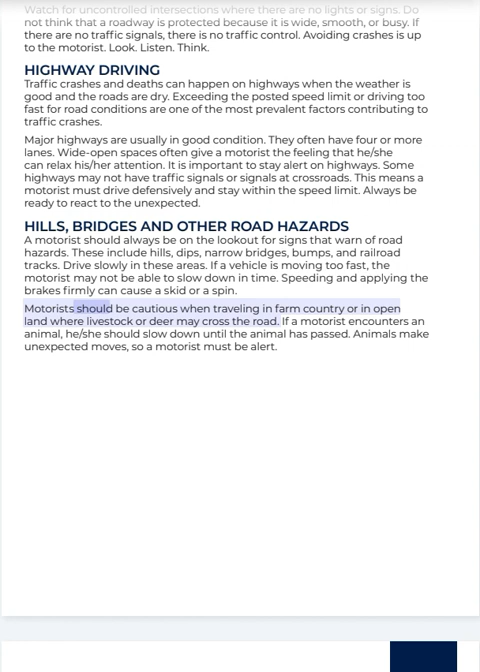 Watch for uncontrolled intersections where there are no lights or signs. Do
not think that a roadway is protected because it is wide, smooth, or busy. If
there are no traffic signals, there is no traffic control. Avoiding crashes is up
to the motorist. Look. Listen. Think.
HIGHWAY DRIVING
Traffic crashes and deaths can happen on highways when the weather is
good and the roads are dry. Exceeding the posted speed limit or driving too
fast for road conditions are one of the most prevalent factors contributing to
traffic crashes.
Major highways are usually in good condition. They often have four or more
lanes. Wide-open spaces often give a motorist the feeling that he/she
can relax his/her attention. It is important to stay alert on highways. Some
highways may not have traffic signals or signals at crossroads. This means a
motorist must drive defensively and stay within the speed limit. Always be
ready to react to the unexpected.
HILLS, BRIDGES AND OTHER ROAD HAZARDS
A motorist should always be on the lookout for signs that warn of road
hazards. These include hills, dips, narrow bridges, bumps, and railroad
tracks. Drive slowly in these areas. If a vehicle is moving too fast, the
motorist may not be able to slow down in time. Speeding and applying the
brakes firmly can cause a skid or a spin.
Motorists should be cautious when traveling in farm country or in open
land where livestock or deer may cross the road. If a motorist encounters an
animal, he/she should slow down until the animal has passed. Animals make
unexpected moves, so a motorist must be alert.